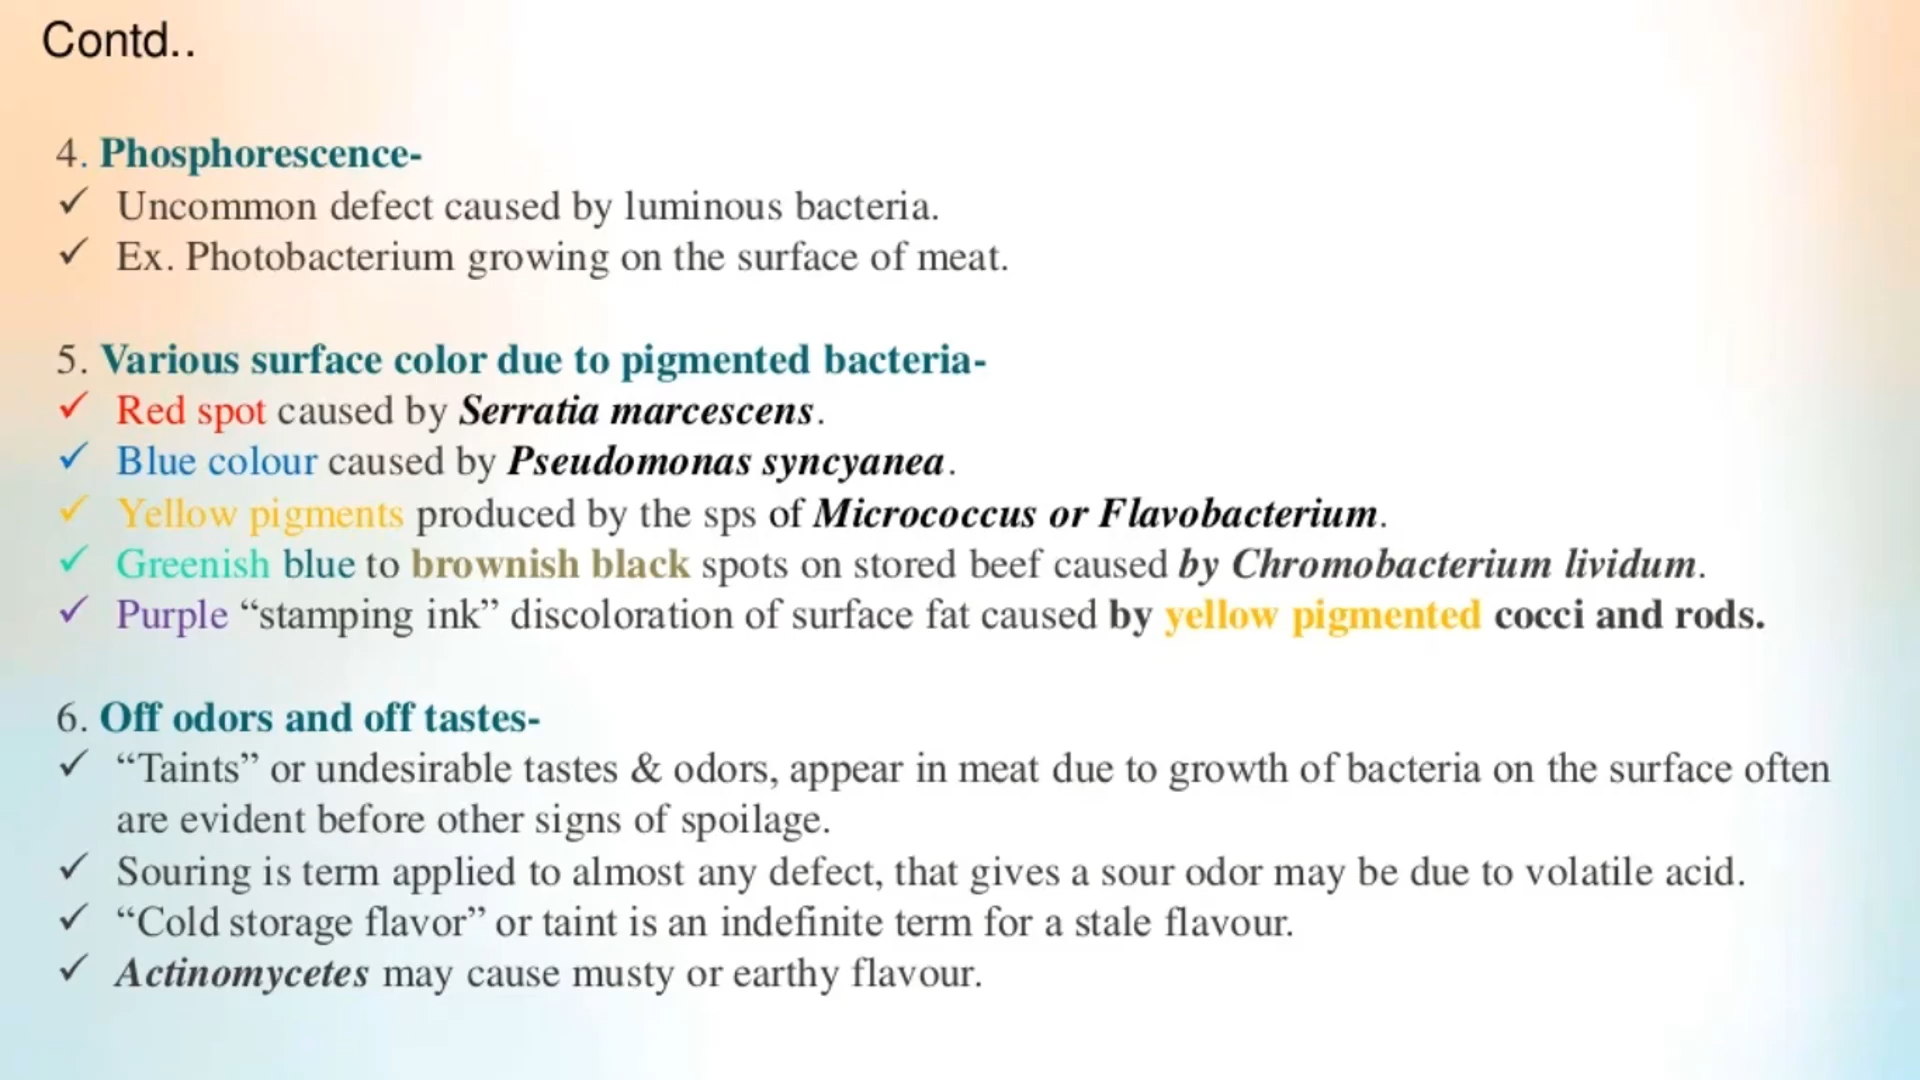 Contd..
4. Phosphorescence-
✓ Uncommon defect caused by luminous bacteria.
✓ Ex. Photobacterium growing on the surface of meat.
5. Various surface color due to pigmented bacteria-
✓ Red spot caused by Serratia marcescens.
✓ Blue colour caused by Pseudomonas syncyanea.
✓ Yellow pigments produced by the sps of Micrococcus or Flavobacterium.
✓ Greenish blue to brownish black spots on stored beef caused by Chromobacterium lividum.
✓ Purple “stamping ink” discoloration of surface fat caused by yellow pigmented cocci and rods.
6. Off odors and off tastes-
✓ “Taints” or undesirable tastes & odors, appear in meat due to growth of bacteria on the surface often
are evident before other signs of spoilage.
✓ Souring is term applied to almost any defect, that gives a sour odor may be due to volatile acid.
✓ “Cold storage flavor” or taint is an indefinite term for a stale flavour.
✓ Actinomycetes may cause musty or earthy flavour.